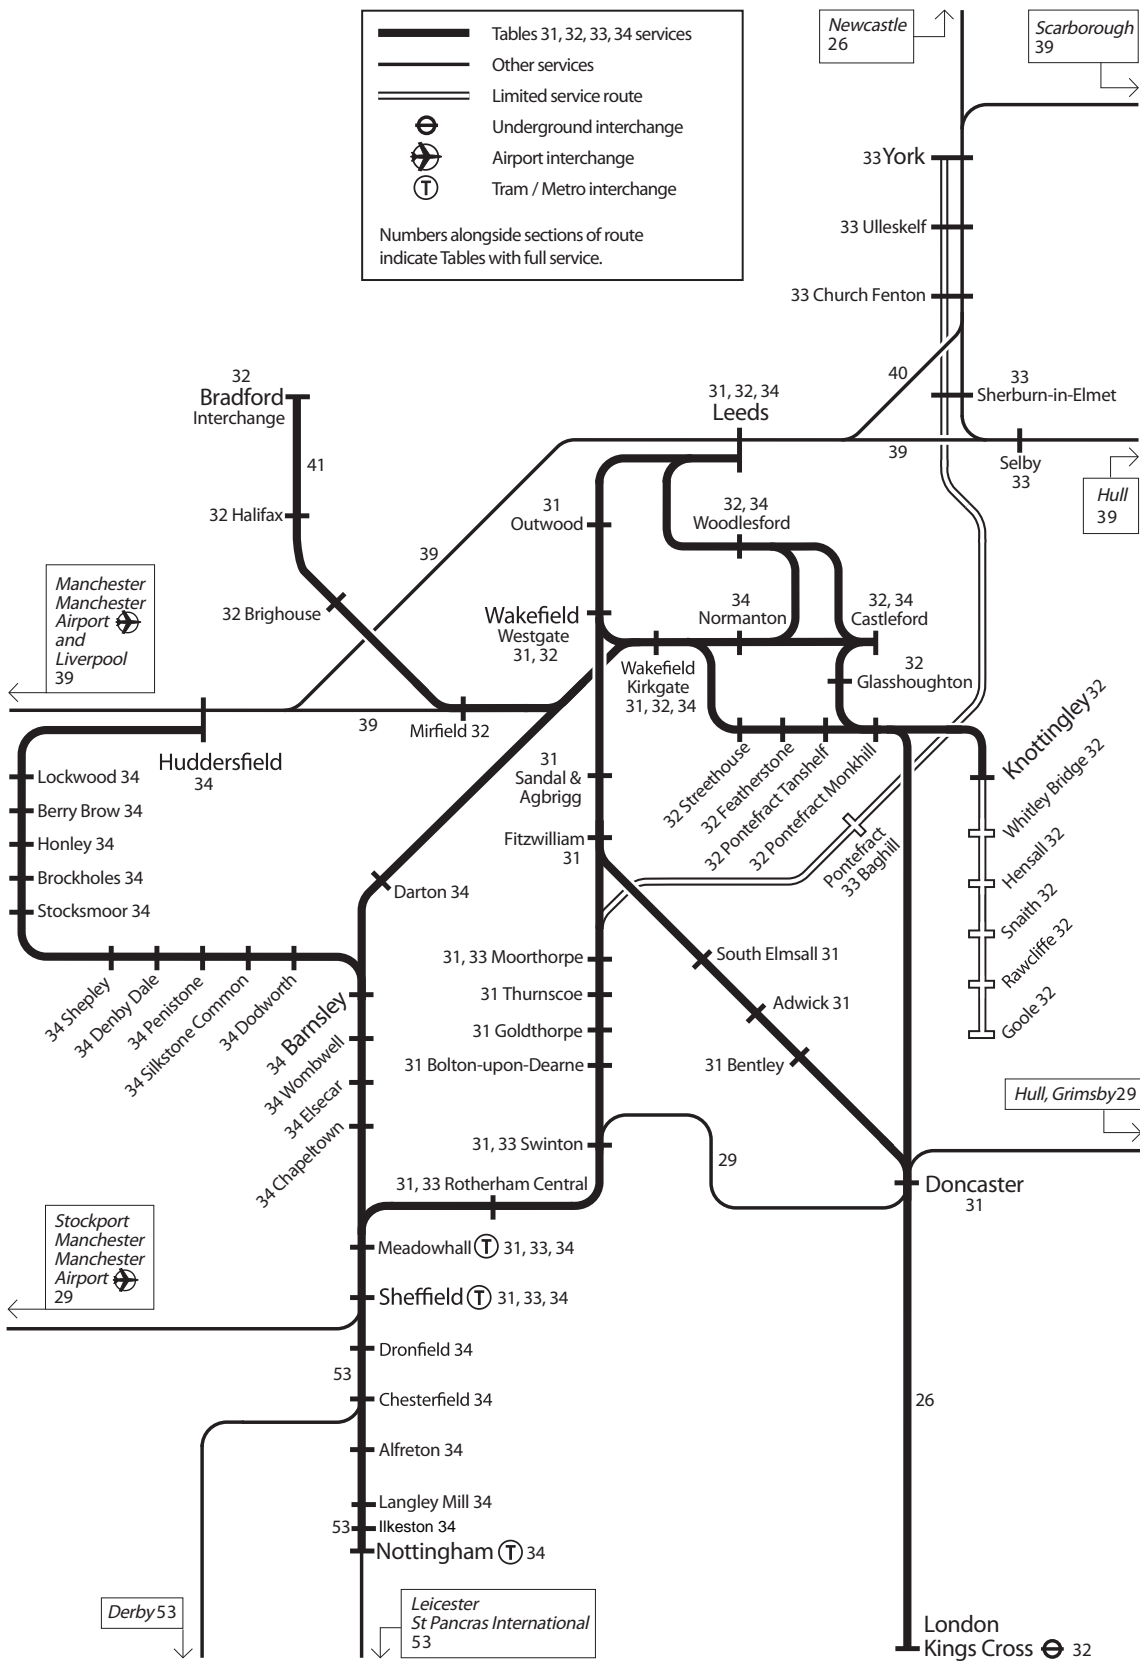 Tables 31, 32, 33, 34 services
Other services
Limited service route
Underground interchange
Airport interchange
T Tram / Metro interchange
Numbers alongside sections of route
indicate Tables with full service.
Newcastle
26
Scarborough
39
33 York
33 Ulleskelf
33 Church Fenton
40
33
Sherburn-in-Elmet
32
Bradford
Interchange
31, 32, 34
Leeds
39
Selby
33
Hull
39
41
32 Halifax
31
Outwood
32, 34
Woodlesford
39
Manchester
Manchester
Airport
and
Liverpool
39
32 Brighouse
Wakefield
Westgate
31, 32
34
Normanton
32, 34
Castleford
Wakefield
Kirkgate
31, 32, 34
32
Glasshoughton
39
Mirfield 32
Huddersfield
34
Knottingley 32
32 Streethouse
32 Featherstone
32 Pontefract Tanshelf
32 Pontefract Monkhill
Pontefract
33 Baghill
Whitley Bridge 32
Hensall 32
Snaith 32
Rawcliffe 32
Goole 32
Lockwood 34
Berry Brow 34
Honley 34
Brockholes 34
Stocksmoor 34
31
Sandal &
Agbrigg
Fitzwilliam
31
Darton 34
34 Shepley
34 Denby Dale
34 Penistone
34 Silkstone Common
34 Dodworth
34 Barnsley
34 Wombwell
34 Elsecar
34 Chapeltown
31, 33 Moorthorpe
31 Thurnscoe
31 Goldthorpe
31 Bolton-upon-Dearne
South Elmsall 31
Adwick 31
31 Bentley
Hull, Grimsby 29
31, 33 Swinton
29
31, 33 Rotherham Central
Doncaster
31
Stockport
Manchester
Manchester
Airport
29
Meadowhall T 31, 33, 34
Sheffield T 31, 33, 34
Dronfield 34
53
Chesterfield 34
26
Alfreton 34
Langley Mill 34
53
Ilkeston 34
Nottingham T 34
Derby 53
Leicester
St Pancras International
53
London
Kings Cross 32